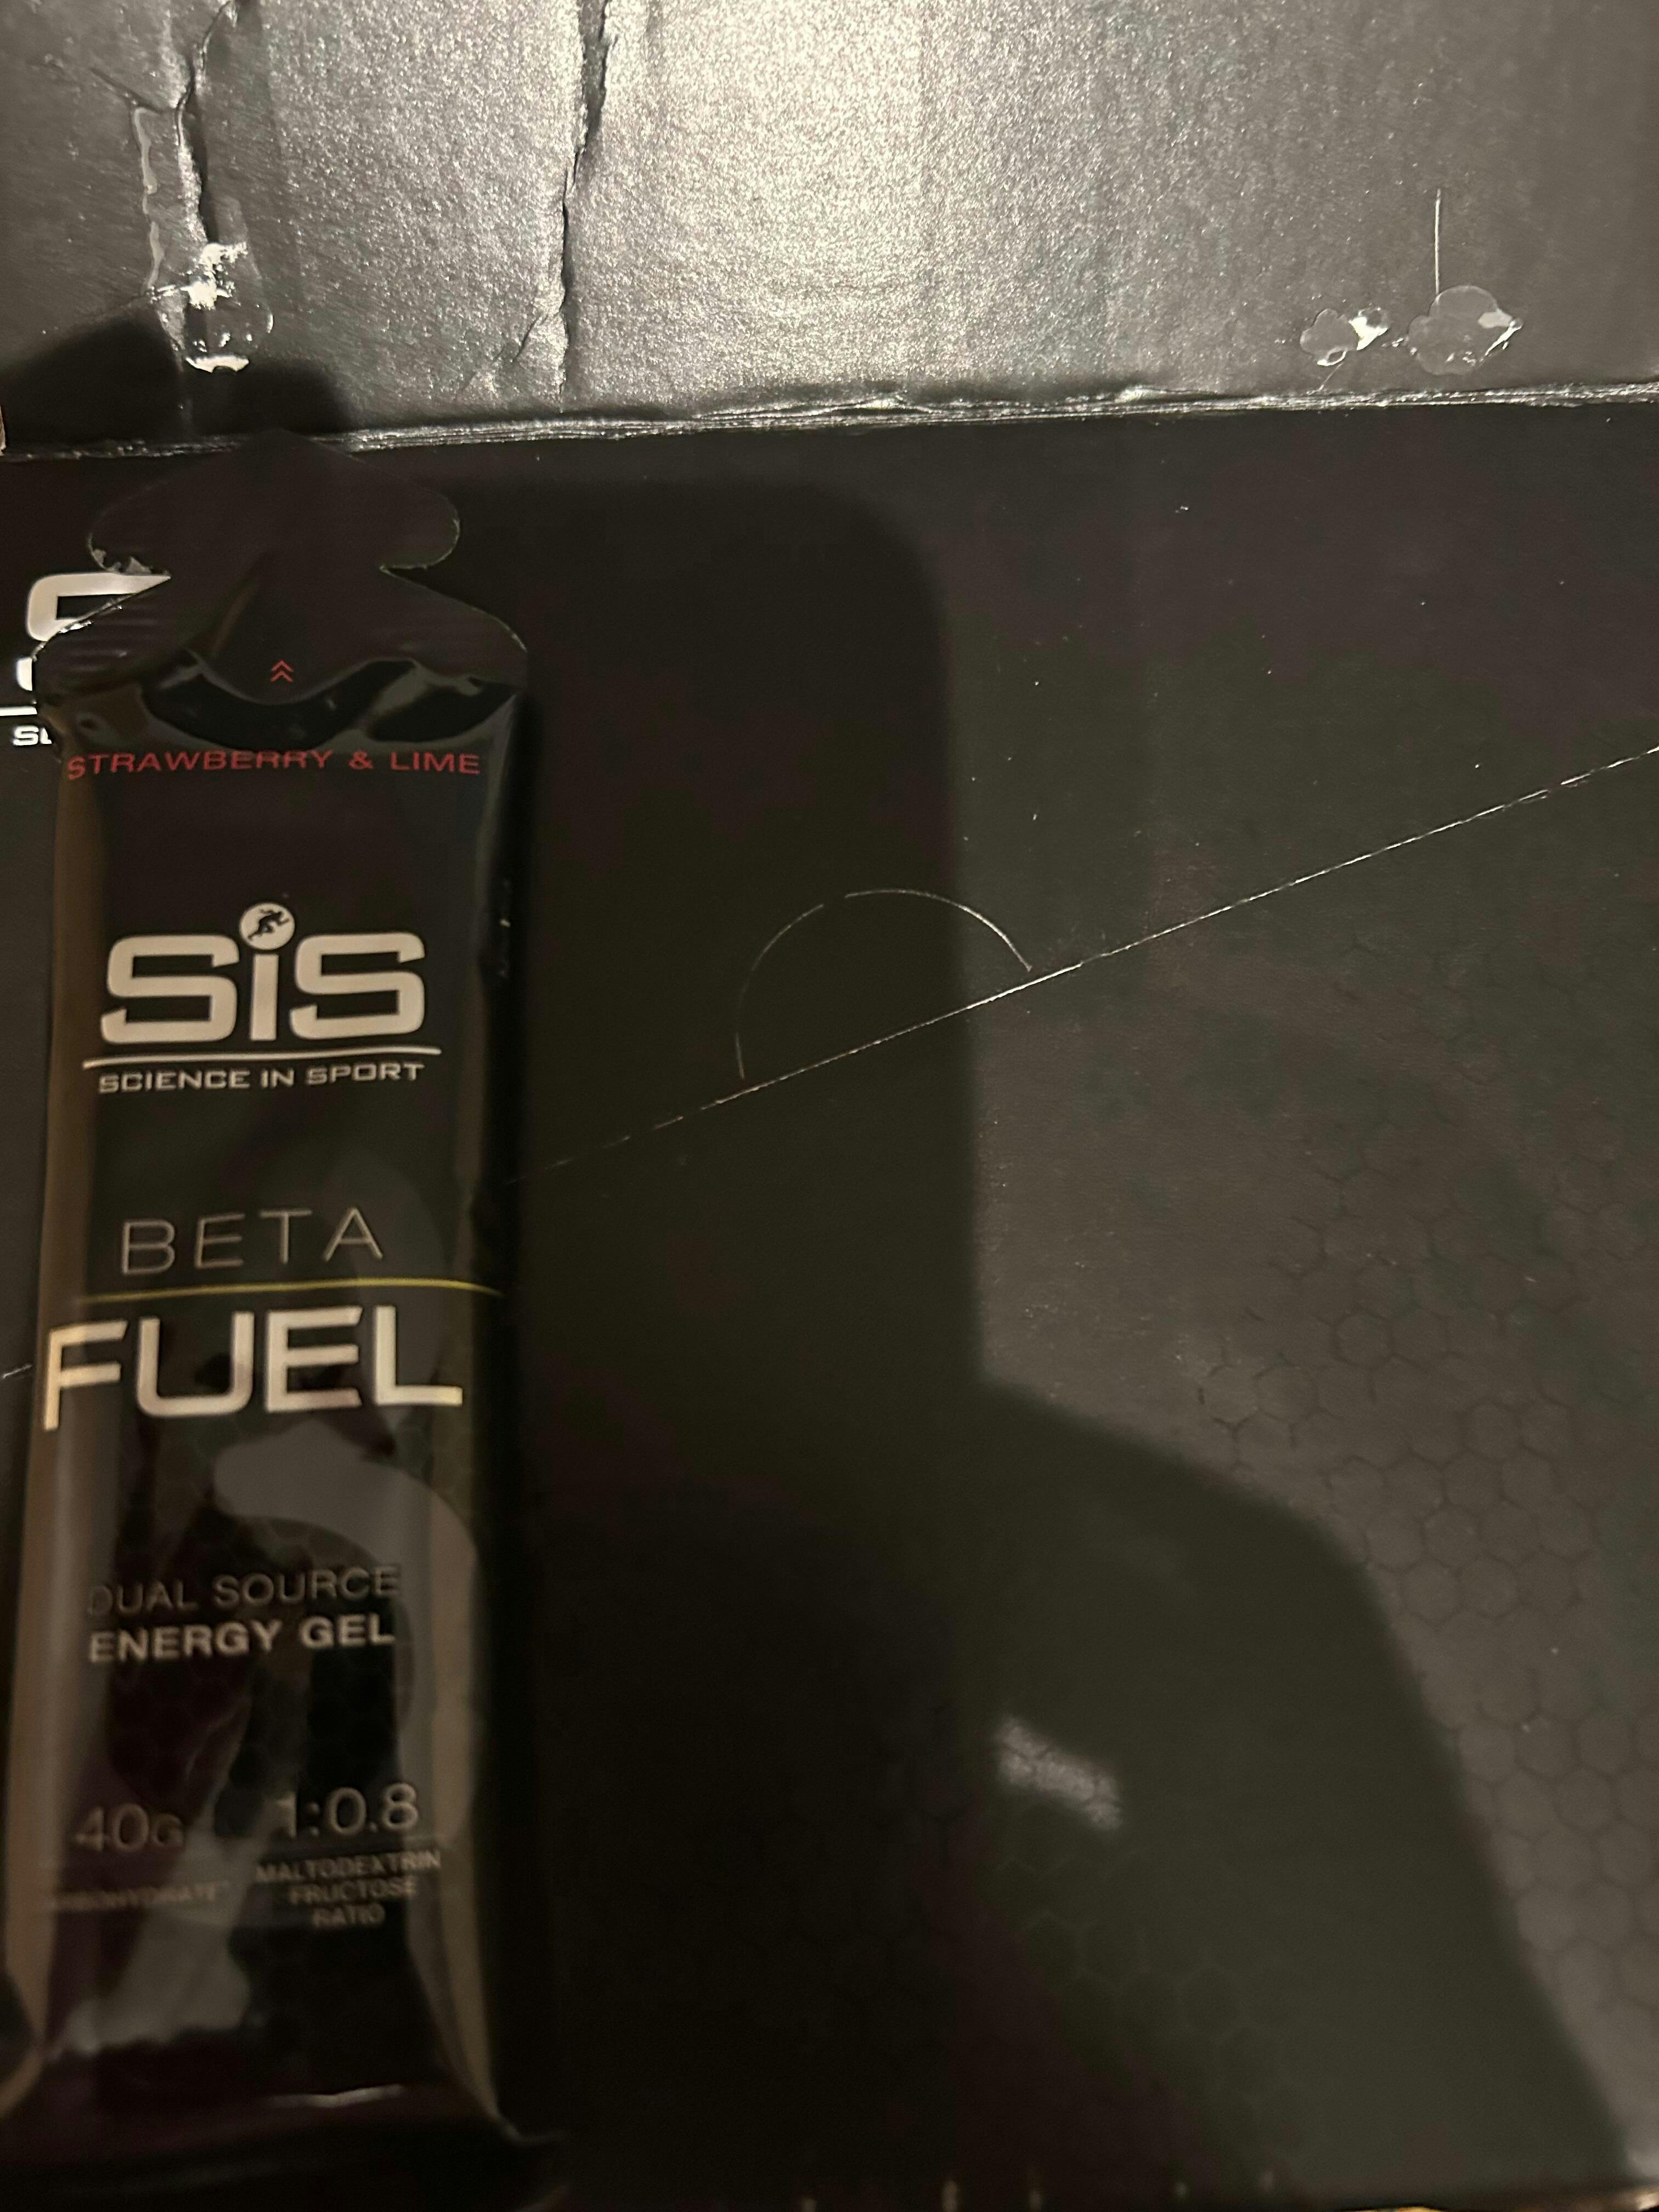 STRAWBERRY & LIME
SiS
SCIENCE IN SPORT
BETA
FUEL
DUAL SOURCE
ENERGY GEL
40G
1:0.8
MALTODEXTRIN
FRUCTOSE
RATIO